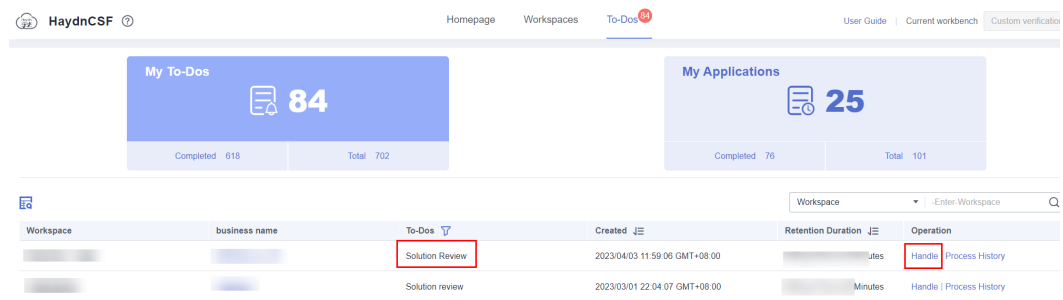 HaydnCSF ?
Homepage Workspaces To-Dos 84
User Guide | Current workbench Custom verification
My To-Dos
84
Completed 618 Total 702
My Applications
25
Completed 76 Total 101
Workspace -Enter-Workspace
Workspace business name To-Dos Created Retention Duration Operation
Solution Review 2023/04/03 11:59:06 GMT+08:00 utes Handle | Process History
Solution review 2023/03/01 22:04:07 GMT+08:00 Minutes Handle | Process History